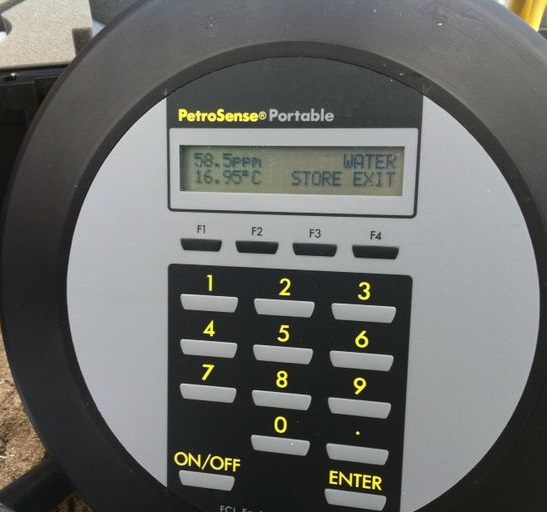 PetroSense® Portable
58.5ppm WATER
16.95°C STORE EXIT
F1 F2 F3 F4
1 2 3
4 5 6
7 8 9
0 .
ON/OFF ENTER